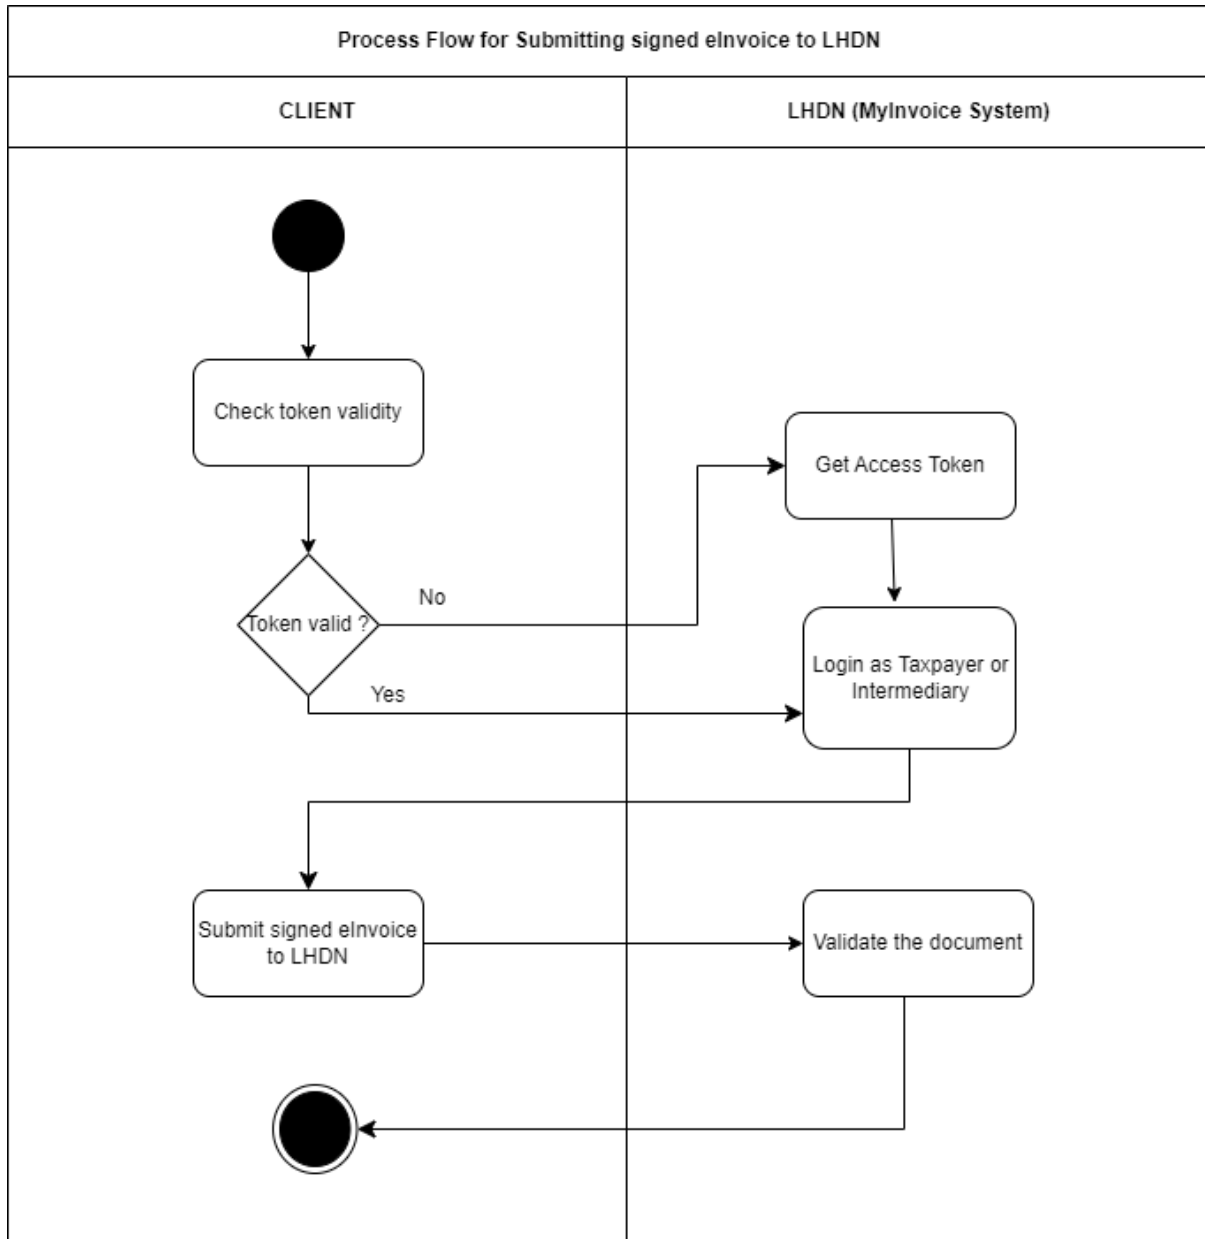 Process Flow for Submitting signed eInvoice to LHDN
CLIENT
LHDN (MyInvoice System)
Check token validity
Get Access Token
Token valid ?
No
Yes
Login as Taxpayer or
Intermediary
Submit signed eInvoice
to LHDN
Validate the document